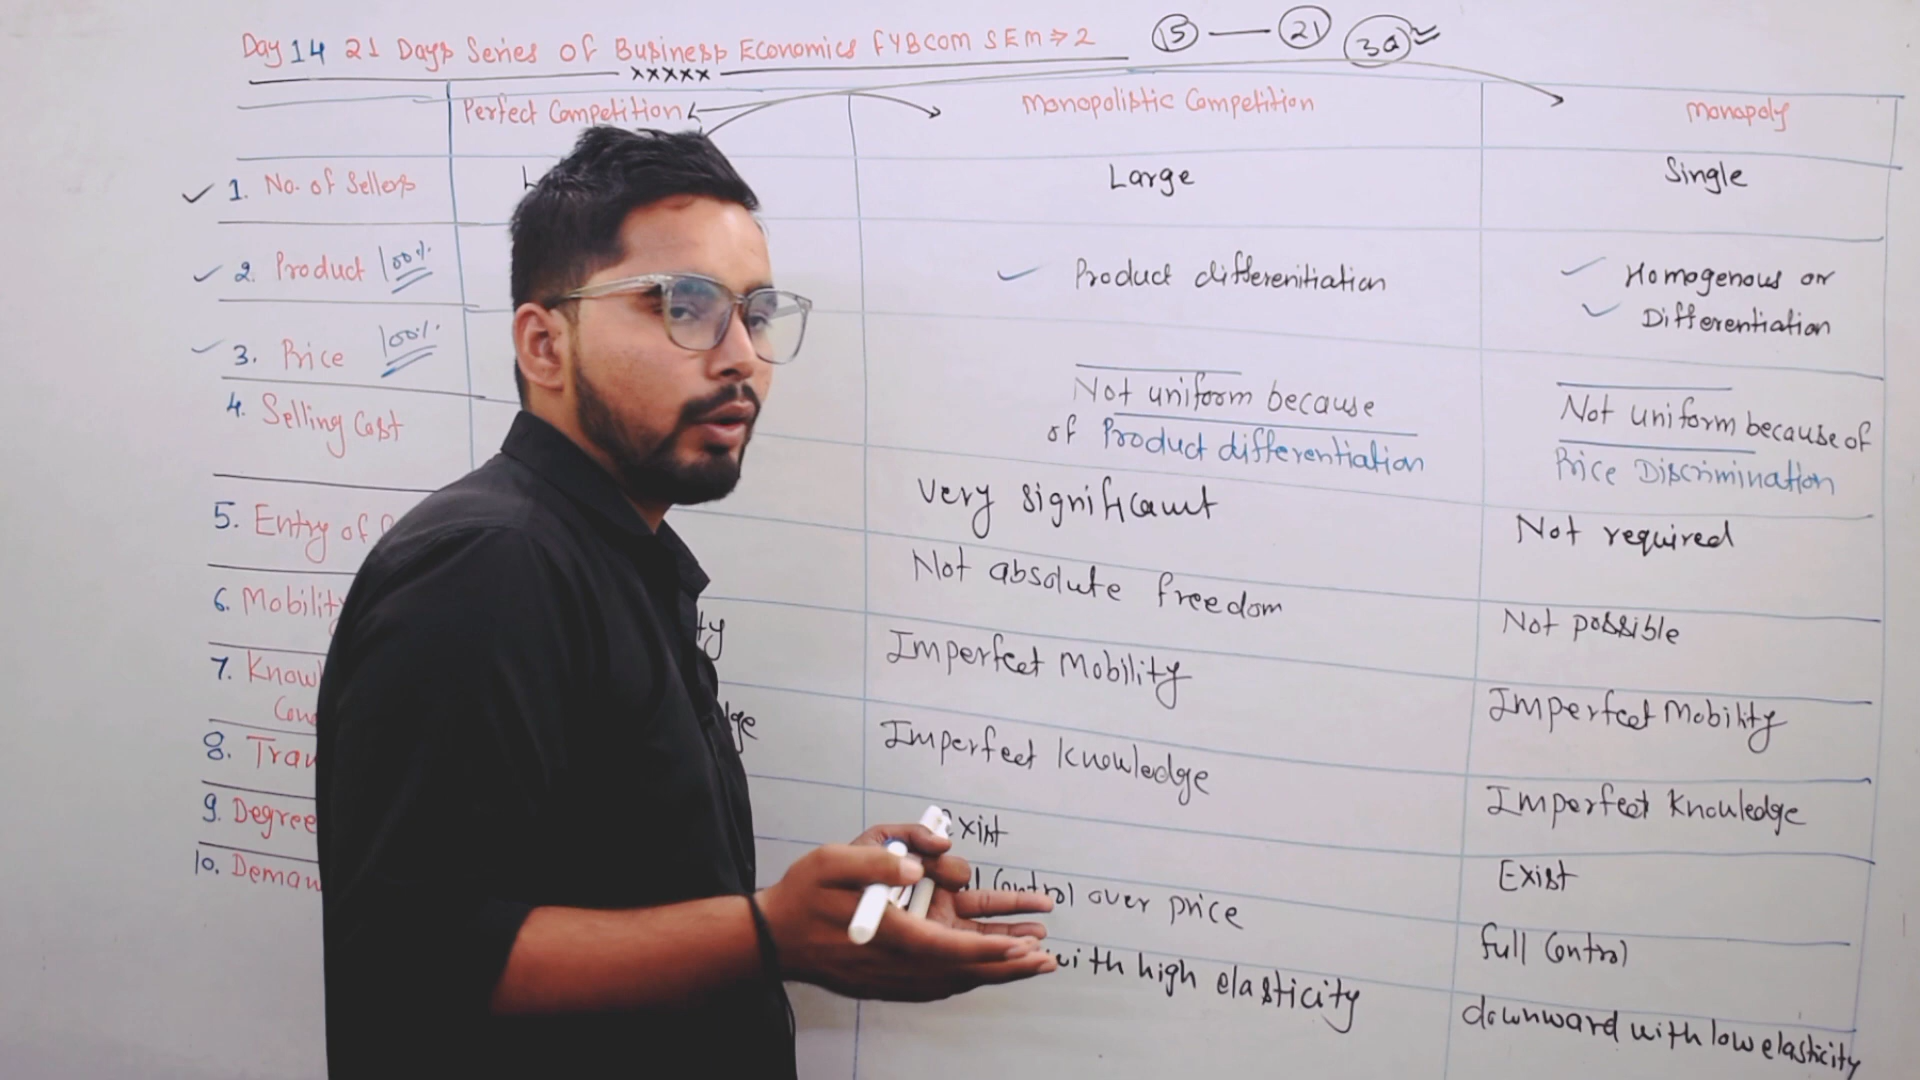 Day 14 21 Days Series of Business Economics FYBCOM SEM⇒2 15 — 21 30
xxxxx
Perfect Competition Monopolistic Competition Monopoly
1. No. of Sellers Large Single
2. Product 100% Product differenitiation Homogenous or
Differentiation
3. Price 100% Not uniform because Not uniform because of
of Product differentiation Price Discrimination
4. Selling Cost Very significant Not required
5. Entry of Not absolute freedom Not possible
6. Mobility Imperfect Mobility Imperfect Mobility
7. Know Imperfect Knowledge Imperfect Knowledge
8. Exist Exist
9. Degree Control over price full Control
10. with high elasticity downward with low elasticity